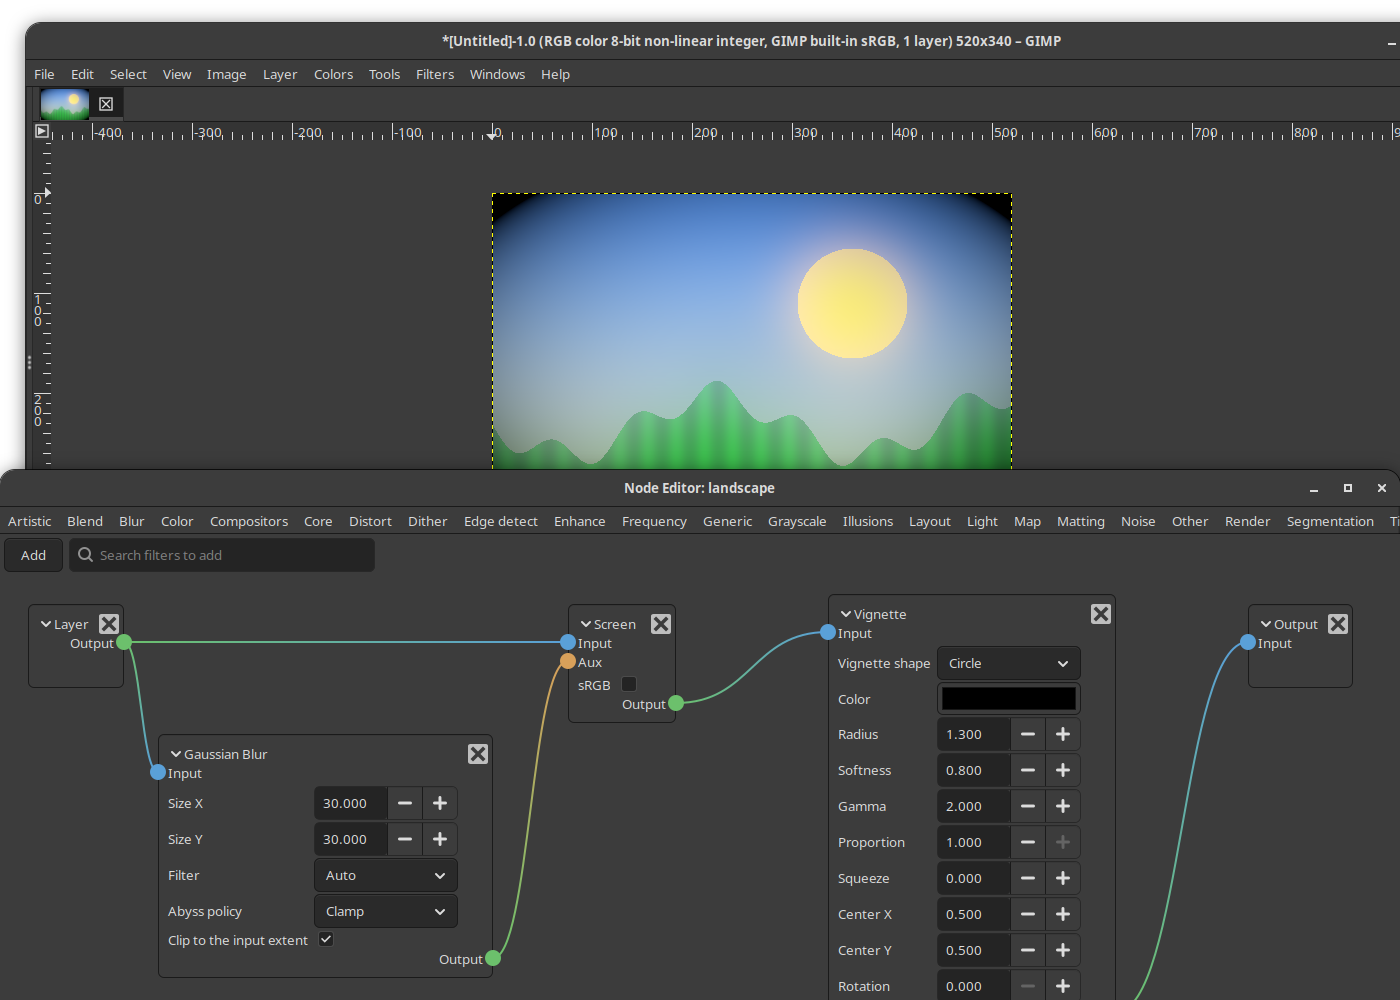 *[Untitled]-1.0 (RGB color 8-bit non-linear integer, GIMP built-in sRGB, 1 layer) 520x340 – GIMP
File Edit Select View Image Layer Colors Tools Filters Windows Help
-400 -300 -200 -100 0 100 200 300 400 500 600 700 800 9
0
100
200
Node Editor: landscape
Artistic Blend Blur Color Compositors Core Distort Dither Edge detect Enhance Frequency Generic Grayscale Illusions Layout Light Map Matting Noise Other Render Segmentation
Add Search filters to add
Layer
Output
Gaussian Blur
Input
Size X 30.000
Size Y 30.000
Filter Auto
Abyss policy Clamp
Clip to the input extent
Output
Screen
Input
Aux
sRGB
Output
Vignette
Input
Vignette shape Circle
Color
Radius 1.300
Softness 0.800
Gamma 2.000
Proportion 1.000
Squeeze 0.000
Center X 0.500
Center Y 0.500
Rotation 0.000
Output
Input